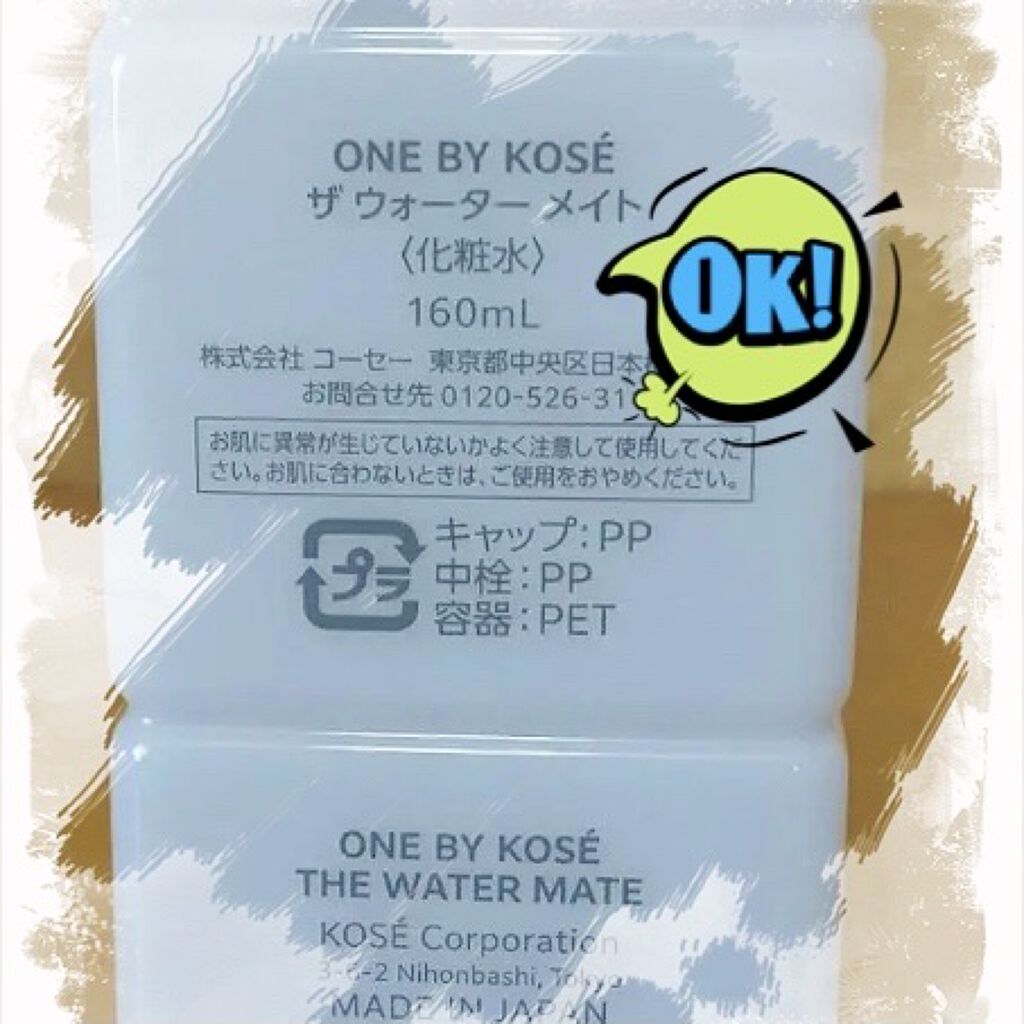 ONE BY KOSÉ
ザ ウォーター メイト
〈化粧水〉
160mL
OK!
株式会社 コーセー 東京都中央区日本
お問合せ先 0120-526-31
お肌に異常が生じていないかよく注意して使用してくだ
さい。お肌に合わないときは、ご使用をおやめください。
プラ
キャップ:PP
中栓:PP
容器:PET
ONE BY KOSÉ
THE WATER MATE
KOSÉ Corporation
3-6-2 Nihonbashi, Tokyo
MADE IN JAPAN